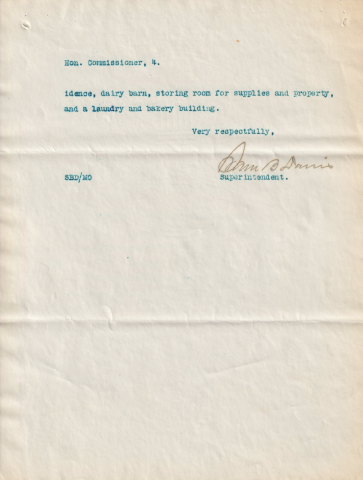 Hon. Commissioner, 4.
idence, dairy barn, storing room for supplies and property,
and a laundry and bakery building.
Very respectfully,
Davis
SBD/MO
Superintendent.